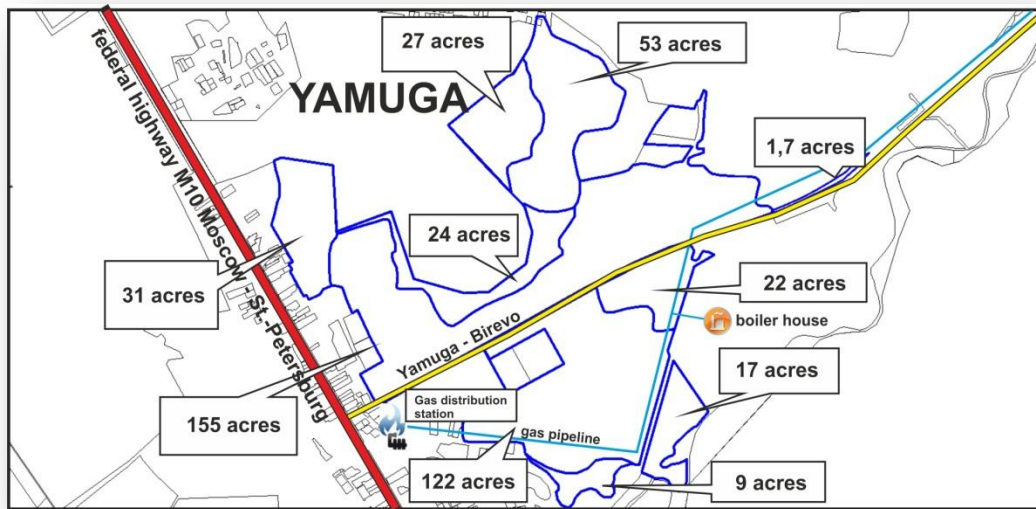 27 acres
53 acres
YAMUGA
federal highway M10 Moscow - St.-Petersburg
1,7 acres
24 acres
31 acres
22 acres
boiler house
Yamuga - Birevo
17 acres
155 acres
Gas distribution
station
gas pipeline
122 acres
9 acres